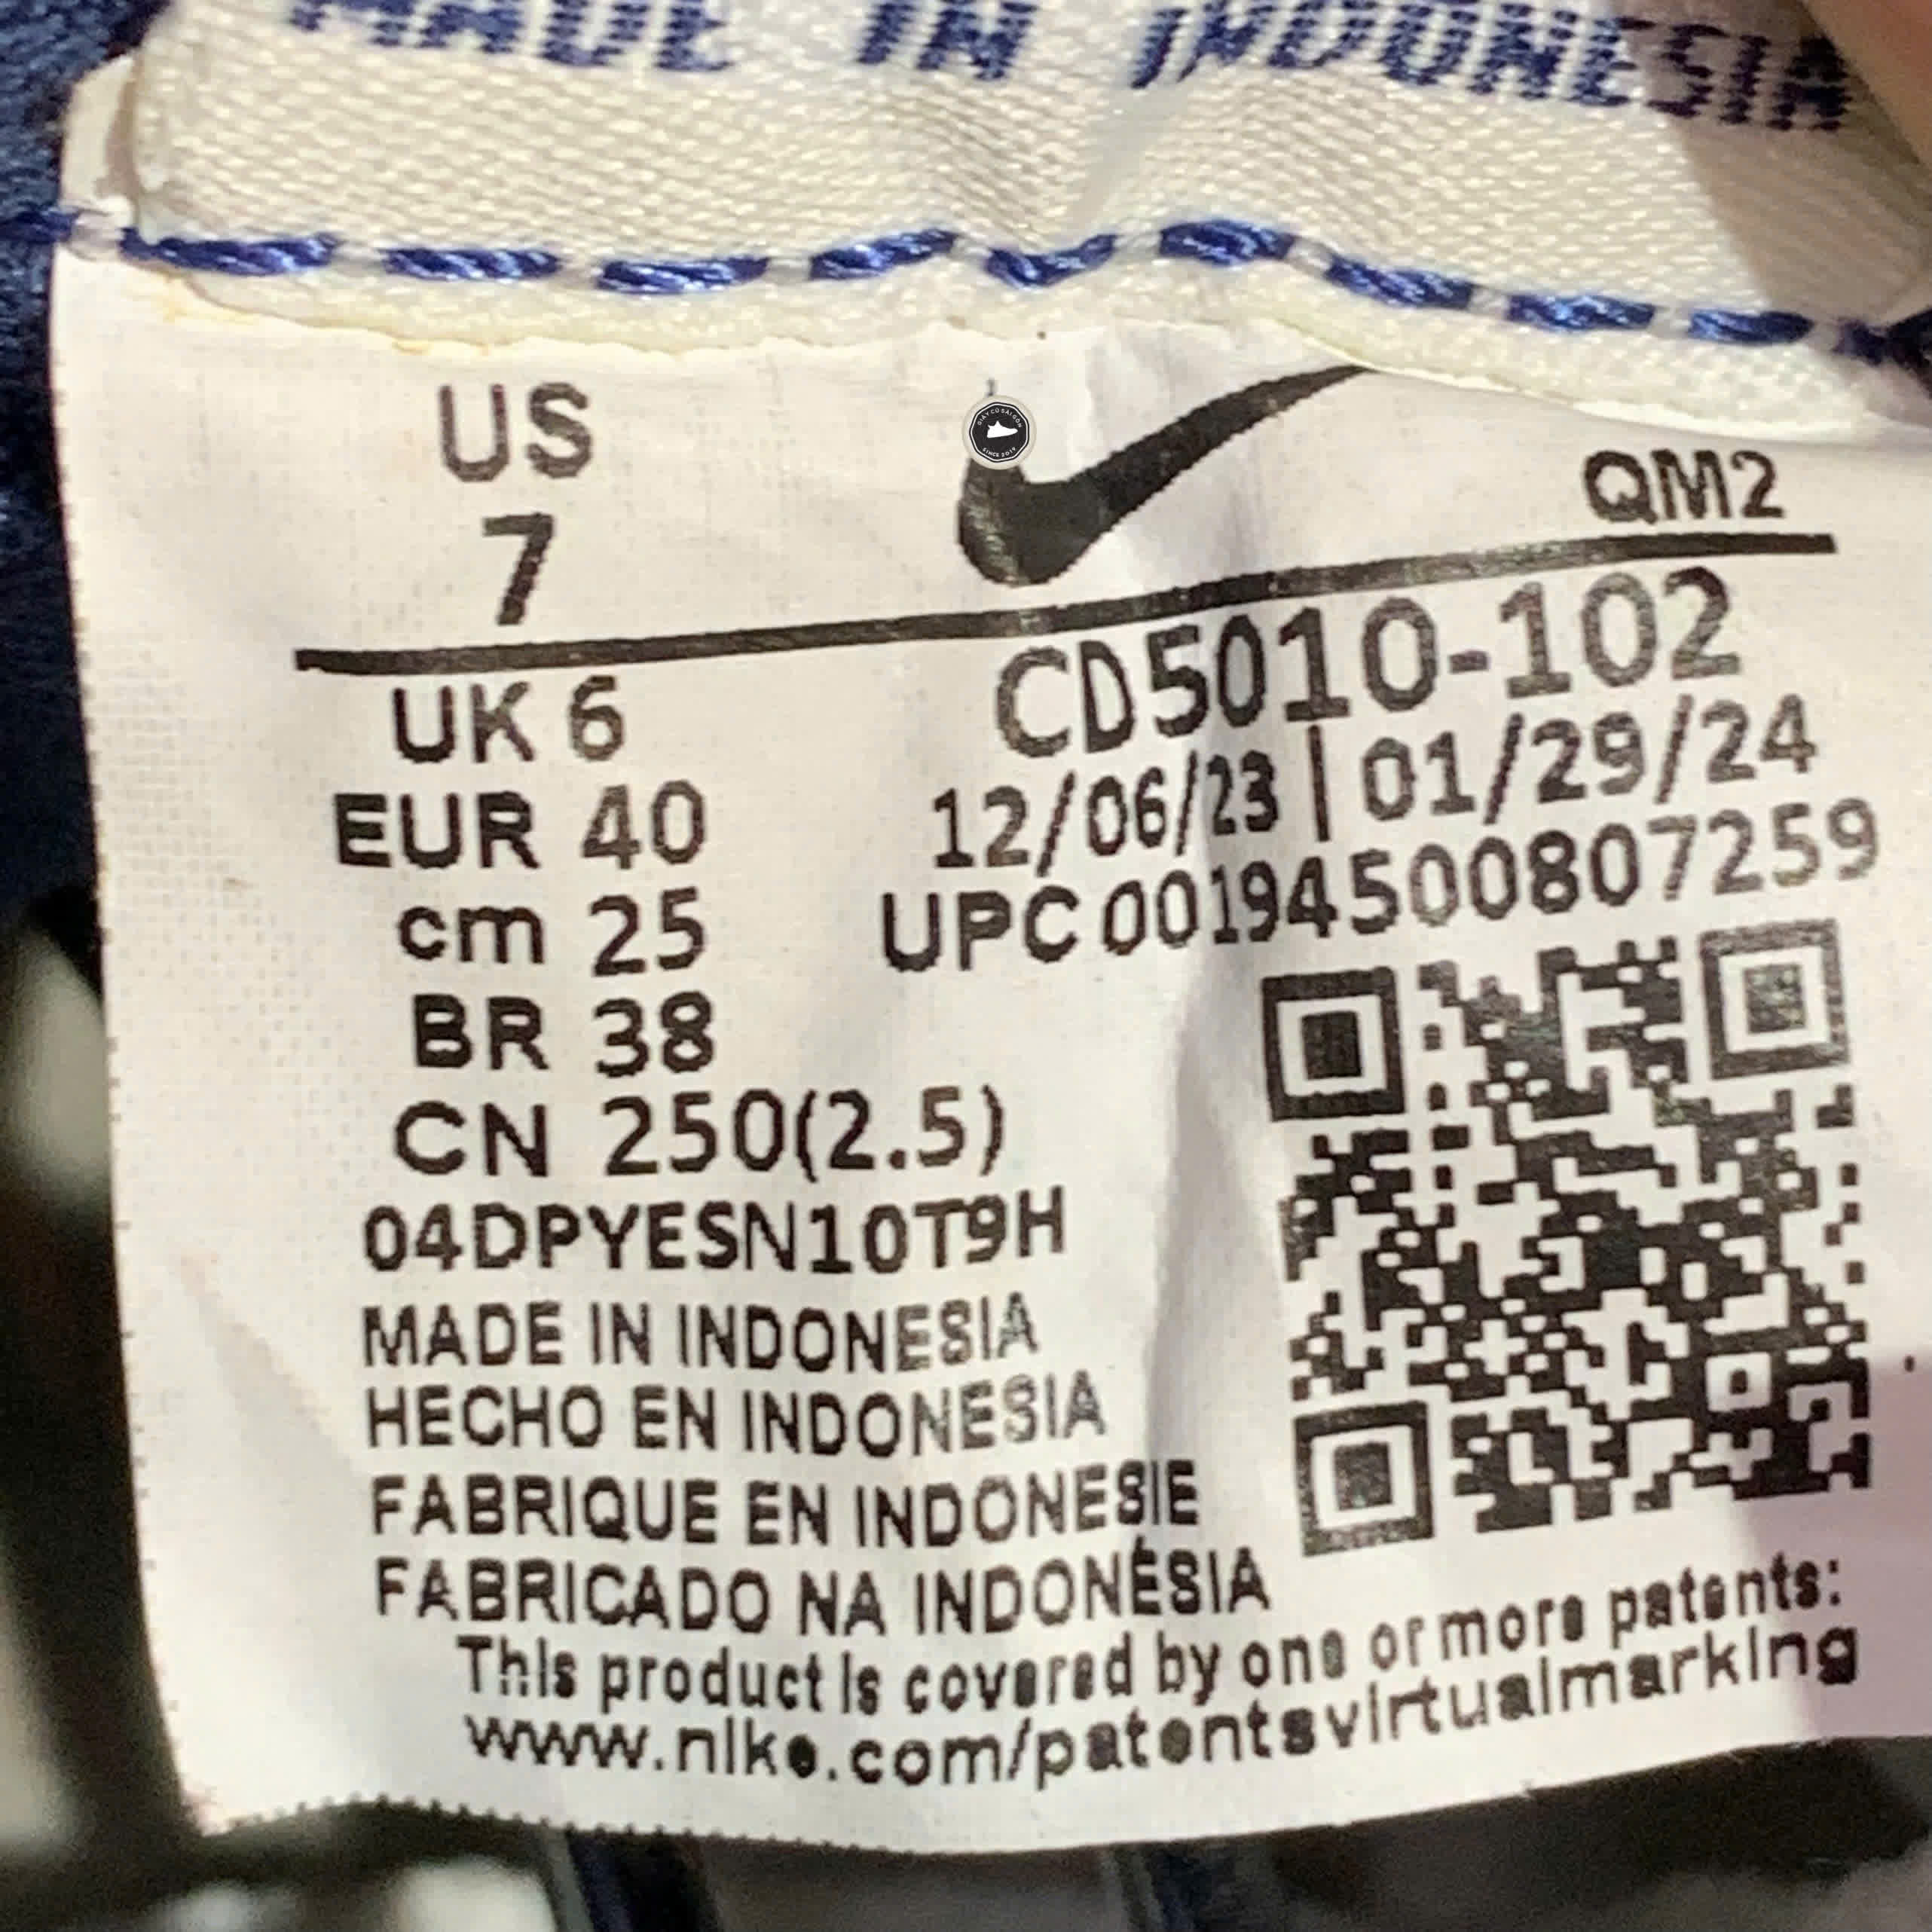 MADE IN INDONESIA
US
7
QM2
UK 6
EUR 40
cm 25
BR 38
CN 250(2.5)
CD5010-102
12/06/23 | 01/29/24
UPC 00194500807259
04DPYESN10T9H
MADE IN INDONESIA
HECHO EN INDONESIA
FABRIQUE EN INDONESIE
FABRICADO NA INDONÉSIA
This product is covered by one or more patents:
www.nike.com/patentsvirtualmarking